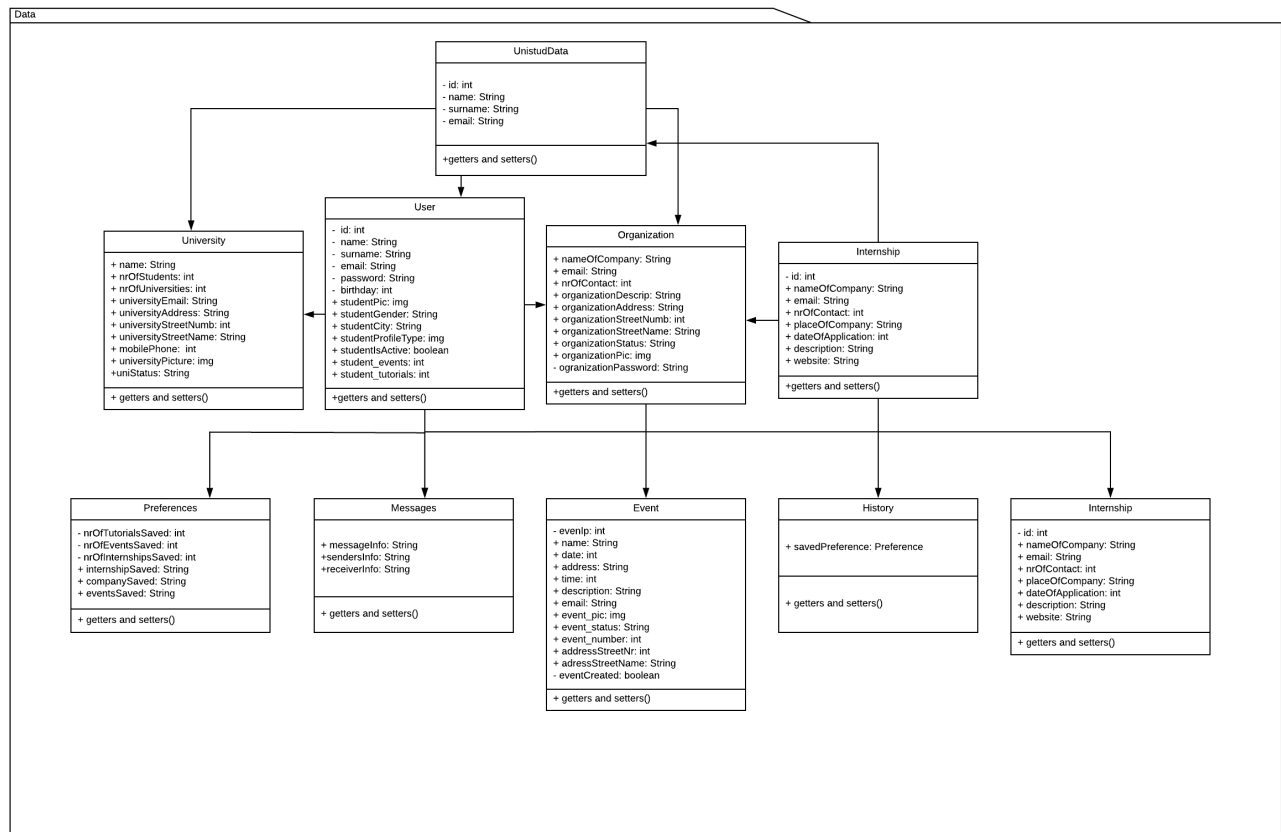 Data
UnistudData
- id: int
- name: String
- surname: String
- email: String
+getters and setters()
University
+ name: String
+ nrOfStudents: int
+ nrOfUniversities: int
+ universityEmail: String
+ universityAddress: String
+ universityStreetNumb: int
+ universityStreetName: String
+ mobilePhone:  int
+ universityPicture: img
+uniStatus: String
+ getters and setters()
User
-  id: int
-  name: String
-  surname: String
-  email: String
-  password: String
-  birthday: int
+ studentPic: img
+ studentGender: String
+ studentCity: String
+ studentProfileType: img
+ studentIsActive: boolean
+ student_events: int
+ student_tutorials: int
+getters and setters()
Organization
+ nameOfCompany: String
+ email: String
+ nrOfContact: int
+ organizationDescrip: String
+ organizationAddress: String
+ organizationStreetNumb: int
+ organizationStreetName: String
+ organizationStatus: String
+ organizationPic: img
- ogranizationPassword: String
+getters and setters()
Internship
- id: int
+ nameOfCompany: String
+ email: String
+ nrOfContact: int
+ placeOfCompany: String
+ dateOfApplication: int
+ description: String
+ website: String
+getters and setters()
Preferences
- nrOfTutorialsSaved: int
- nrOfEventsSaved: int
- nrOfInternshipsSaved: int
+ internshipSaved: String
+ companySaved: String
+ eventsSaved: String
+ getters and setters()
Messages
+ messageInfo: String
+sendersInfo: String
+receiverInfo: String
+ getters and setters()
Event
- evenIp: int
+ name: String
+ date: int
+ address: String
+ time: int
+ description: String
+ email: String
+ event_pic: img
+ event_status: String
+ event_number: int
+ addressStreetNr: int
+ adressStreetName: String
- eventCreated: boolean
+ getters and setters()
History
+ savedPreference: Preference
+ getters and setters()
Internship
- id: int
+ nameOfCompany: String
+ email: String
+ nrOfContact: int
+ placeOfCompany: String
+ dateOfApplication: int
+ description: String
+ website: String
+ getters and setters()